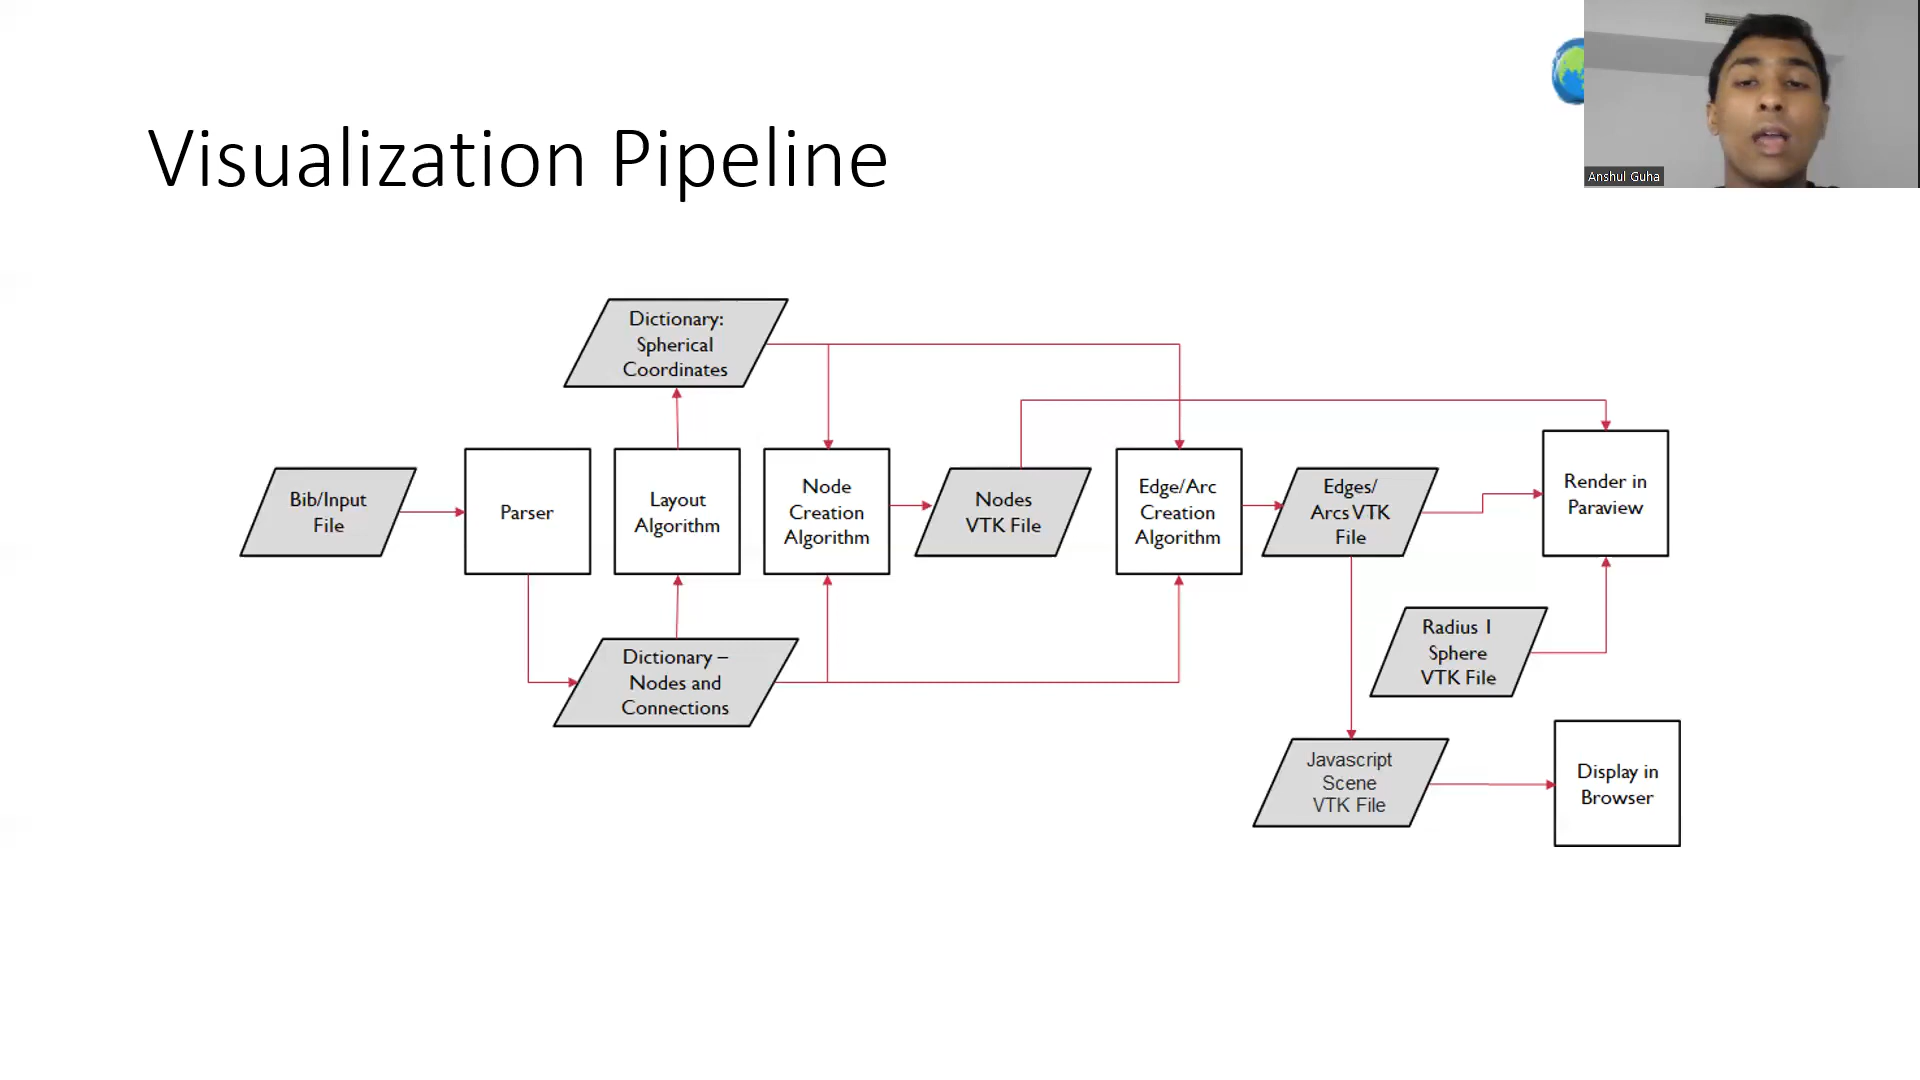 Anshul Guha
Visualization Pipeline
Dictionary:
Spherical
Coordinates
Bib/Input
File
Parser
Layout
Algorithm
Node
Creation
Algorithm
Nodes
VTK File
Edge/Arc
Creation
Algorithm
Edges/
Arcs VTK
File
Render in
Paraview
Dictionary –
Nodes and
Connections
Radius 1
Sphere
VTK File
Javascript
Scene
VTK File
Display in
Browser